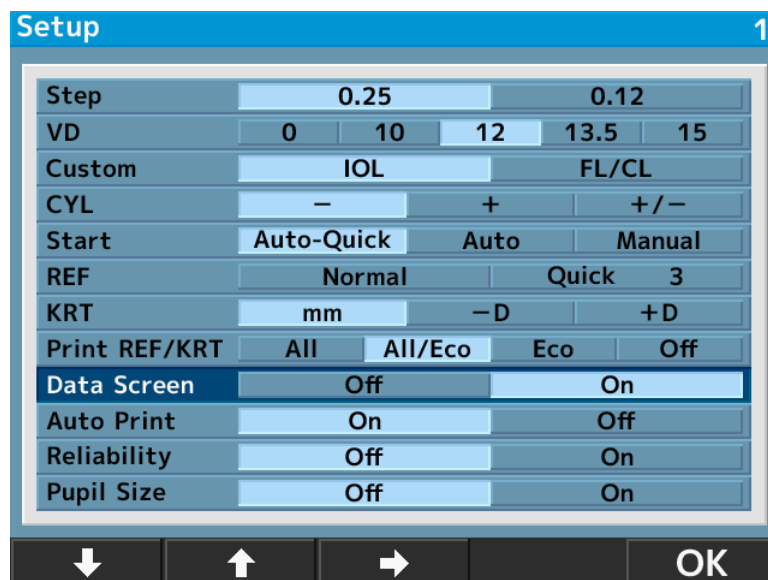 Setup 1
Step 0.25 0.12
VD 0 10 12 13.5 15
Custom IOL FL/CL
CYL − + +/−
Start Auto-Quick Auto Manual
REF Normal Quick 3
KRT mm −D +D
Print REF/KRT All All/Eco Eco Off
Data Screen Off On
Auto Print On Off
Reliability Off On
Pupil Size Off On
OK